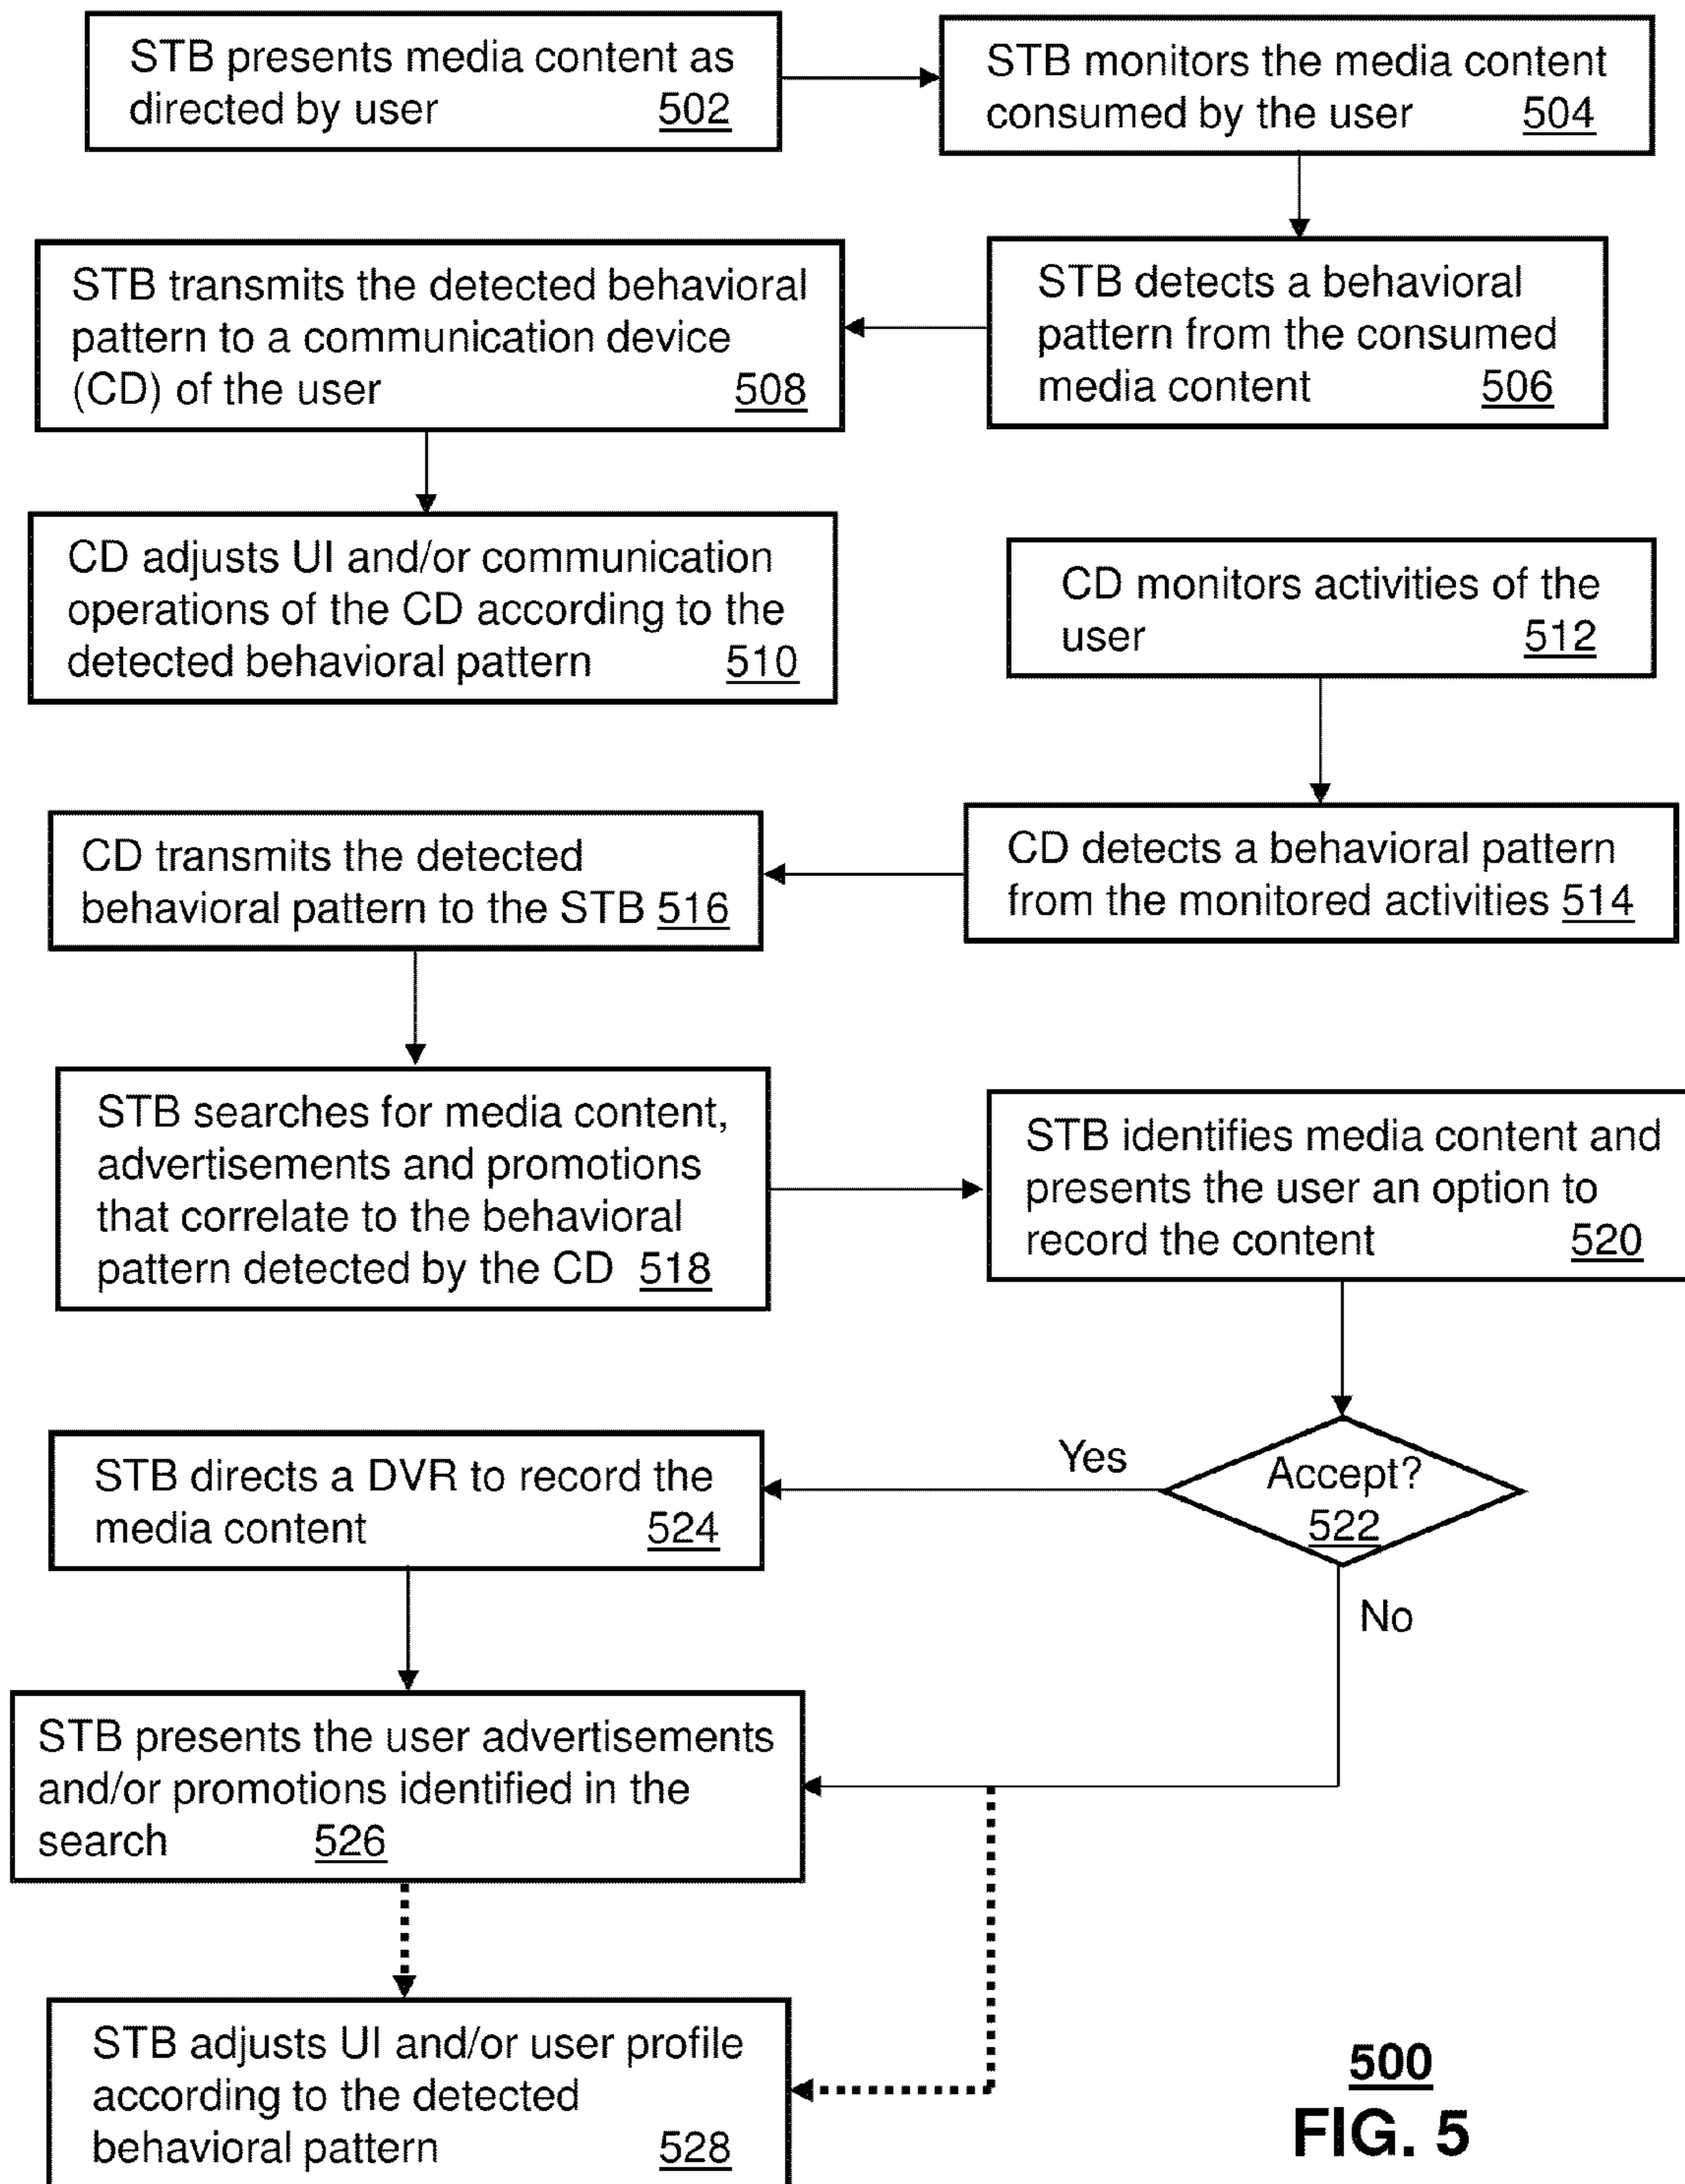 STB presents media content as
directed by user 502
STB monitors the media content
consumed by the user 504
STB transmits the detected behavioral
pattern to a communication device
(CD) of the user 508
STB detects a behavioral
pattern from the consumed
media content 506
CD adjusts UI and/or communication
operations of the CD according to the
detected behavioral pattern 510
CD monitors activities of the
user 512
CD transmits the detected
behavioral pattern to the STB 516
CD detects a behavioral pattern
from the monitored activities 514
STB searches for media content,
advertisements and promotions
that correlate to the behavioral
pattern detected by the CD 518
STB identifies media content and
presents the user an option to
record the content 520
STB directs a DVR to record the
media content 524
Yes
Accept?
522
No
STB presents the user advertisements
and/or promotions identified in the
search 526
STB adjusts UI and/or user profile
according to the detected
behavioral pattern 528
500
FIG. 5